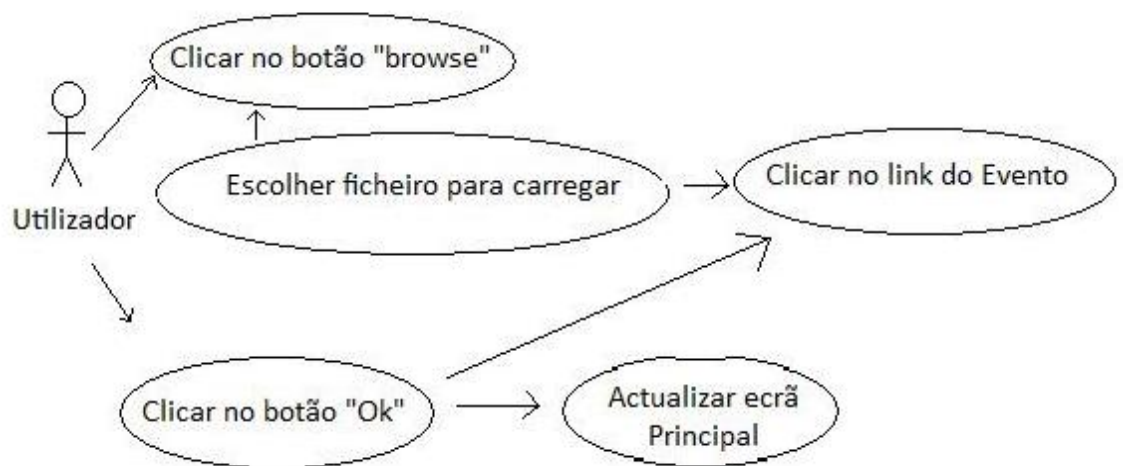 Clicar no botão "browse"
Escolher ficheiro para carregar
Clicar no link do Evento
Utilizador
Clicar no botão "Ok"
Actualizar ecrã
Principal